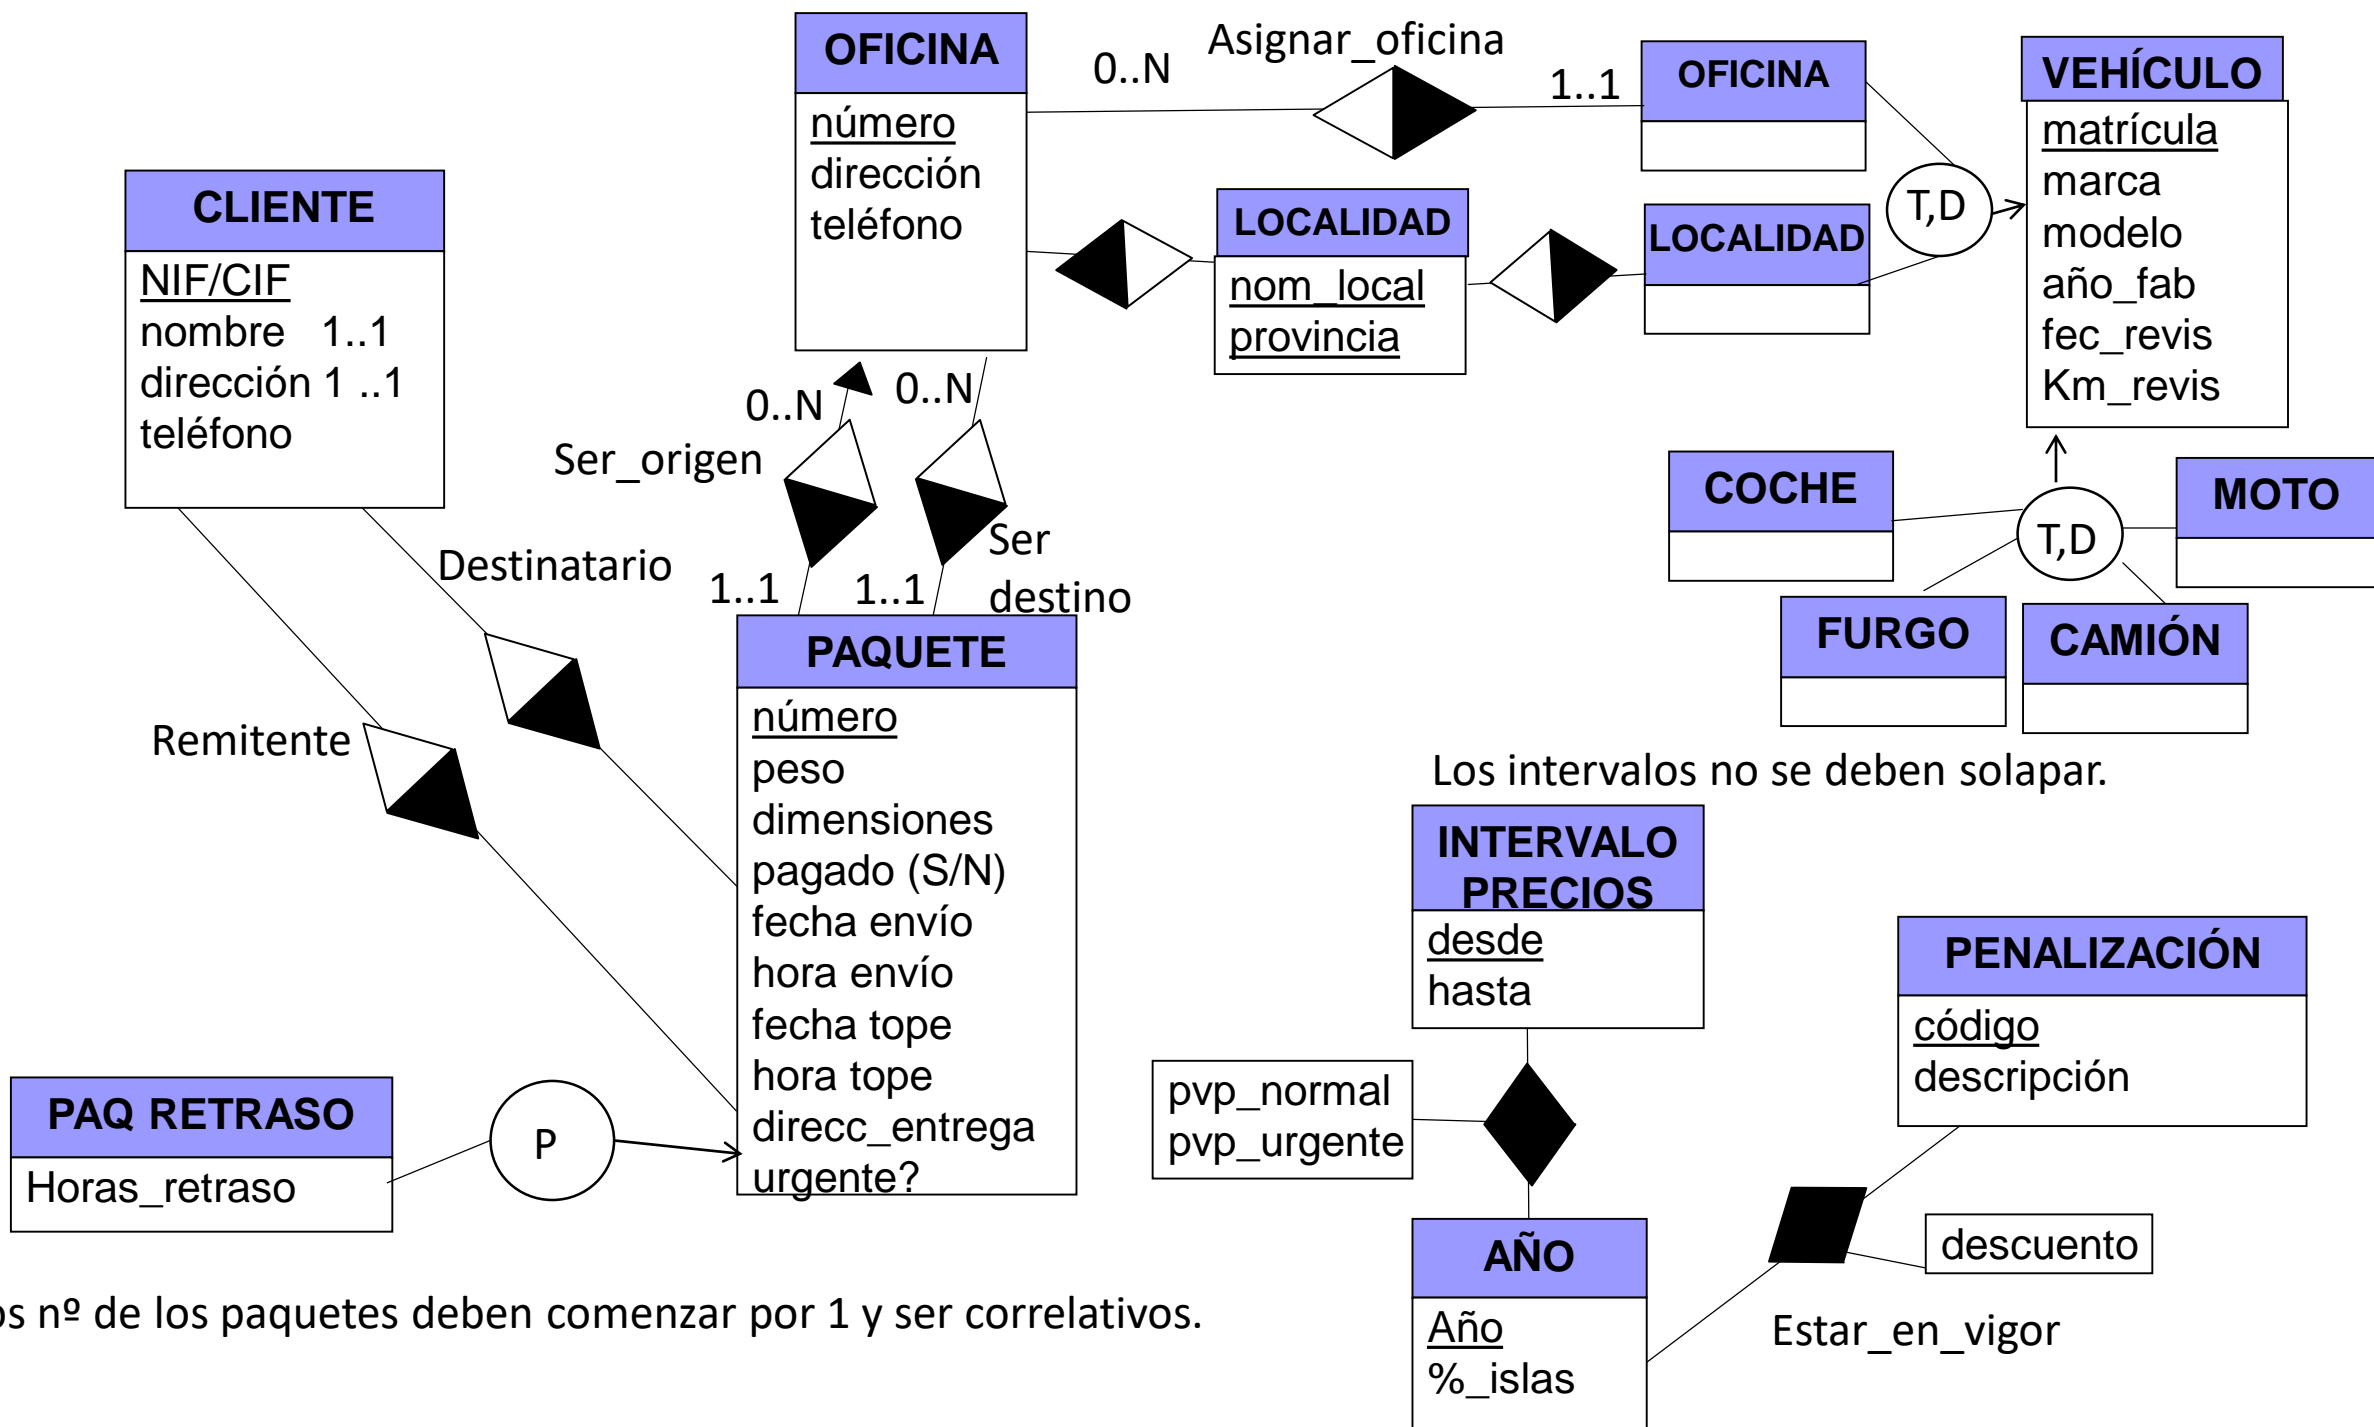 OFICINA
número
dirección
teléfono
0..N
Asignar_oficina
1..1
OFICINA
VEHÍCULO
matrícula
marca
modelo
año_fab
fec_revis
Km_revis
T,D
LOCALIDAD
nom_local
provincia
LOCALIDAD
CLIENTE
NIF/CIF
nombre 1..1
dirección 1 ..1
teléfono
0..N
0..N
Ser_origen
Ser
destino
1..1
1..1
Destinatario
Remitente
COCHE
MOTO
T,D
FURGO
CAMIÓN
PAQUETE
número
peso
dimensiones
pagado (S/N)
fecha envío
hora envío
fecha tope
hora tope
direcc_entrega
urgente?
PAQ RETRASO
Horas_retraso
P
Los intervalos no se deben solapar.
INTERVALO
PRECIOS
desde
hasta
pvp_normal
pvp_urgente
PENALIZACIÓN
código
descripción
AÑO
Año
%_islas
descuento
Estar_en_vigor
os nº de los paquetes deben comenzar por 1 y ser correlativos.